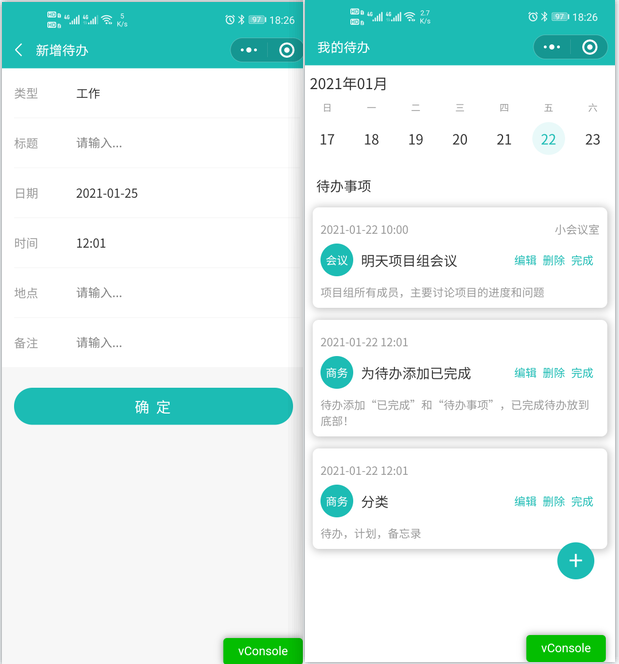 5 K/s 97 18:26
新增待办
类型 工作
标题 请输入...
日期 2021-01-25
时间 12:01
地点 请输入...
备注 请输入...
确 定
vConsole
2.7 K/s 97 18:26
我的待办
2021年01月
日 一 二 三 四 五 六
17 18 19 20 21 22 23
待办事项
2021-01-22 10:00 小会议室
会议 明天项目组会议 编辑 删除 完成
项目组所有成员，主要讨论项目的进度和问题
2021-01-22 12:01
商务 为待办添加已完成 编辑 删除 完成
待办添加“已完成”和“待办事项”，已完成待办放到
底部！
2021-01-22 12:01
商务 分类 编辑 删除 完成
待办，计划，备忘录
vConsole